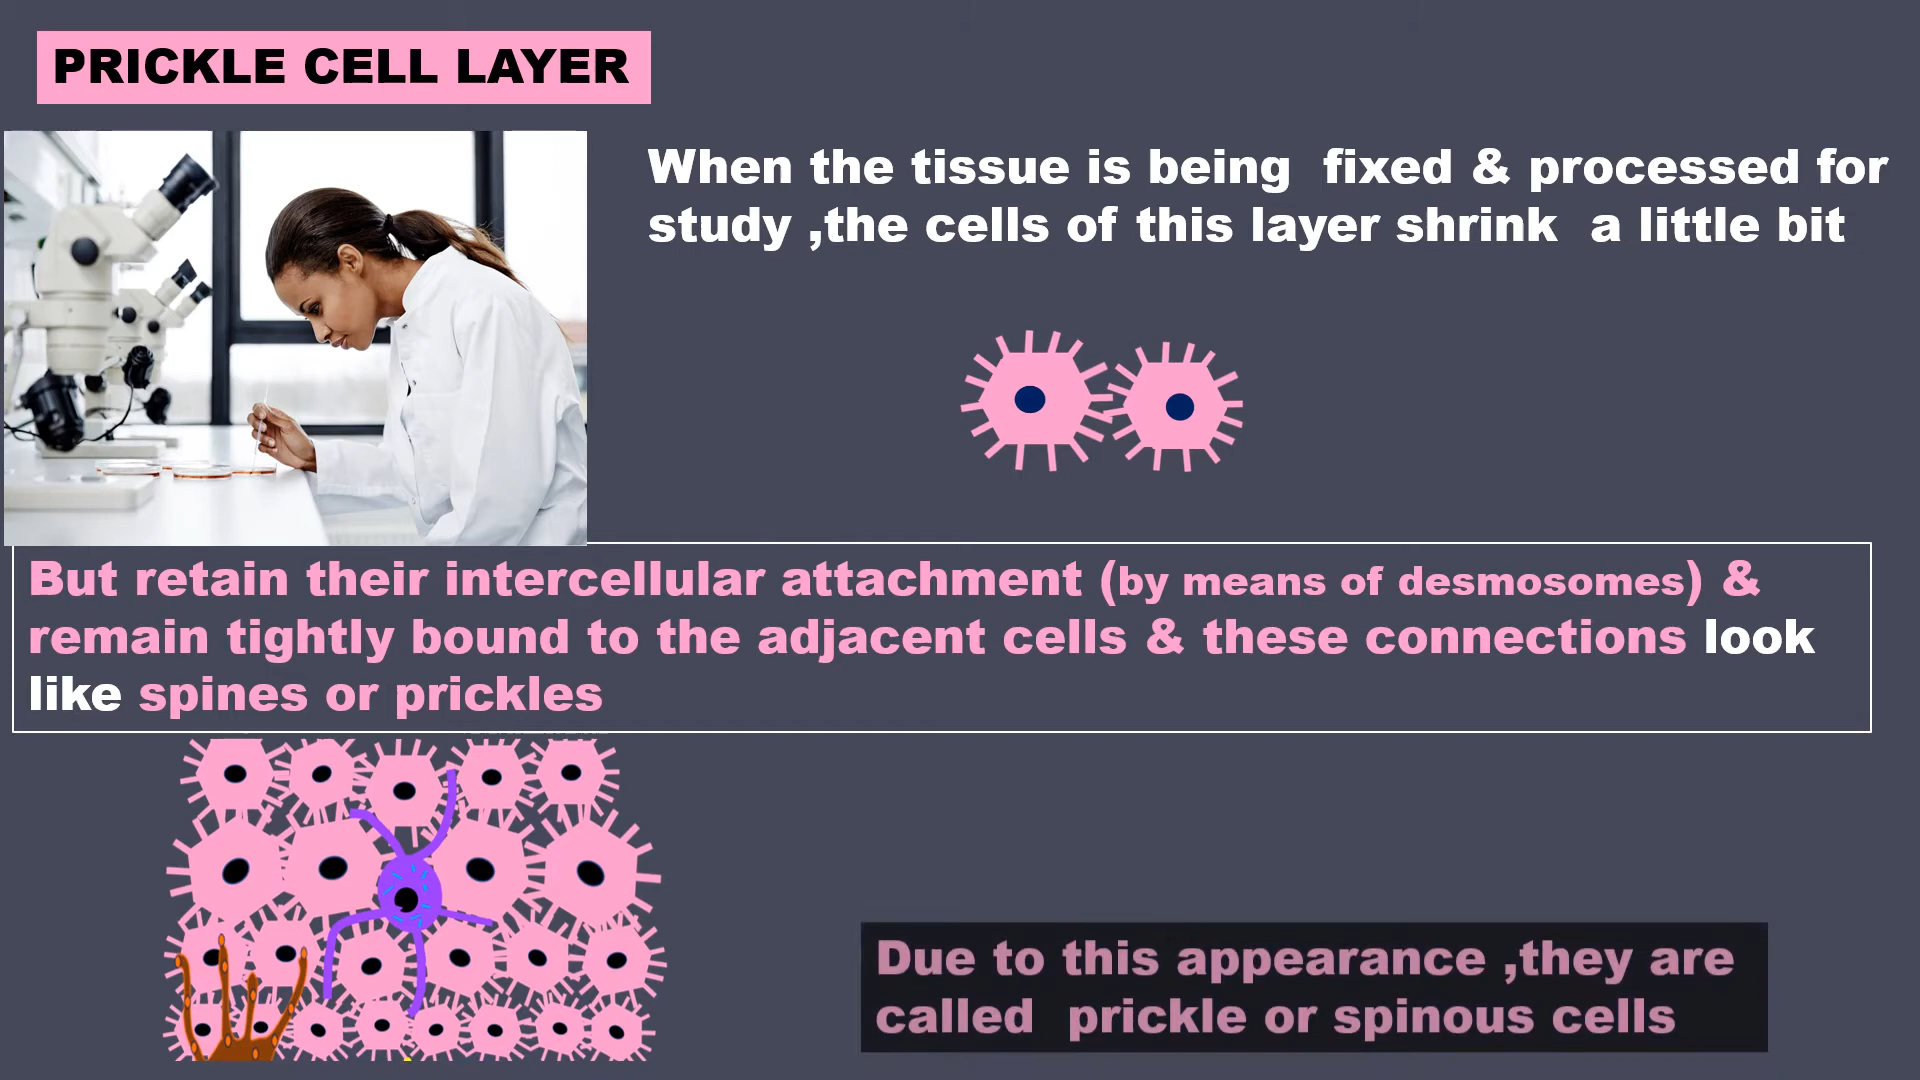 PRICKLE CELL LAYER
When the tissue is being  fixed & processed for
study ,the cells of this layer shrink  a little bit
But retain their intercellular attachment (by means of desmosomes) &
remain tightly bound to the adjacent cells & these connections look
like spines or prickles
Due to this appearance ,they are
called  prickle or spinous cells